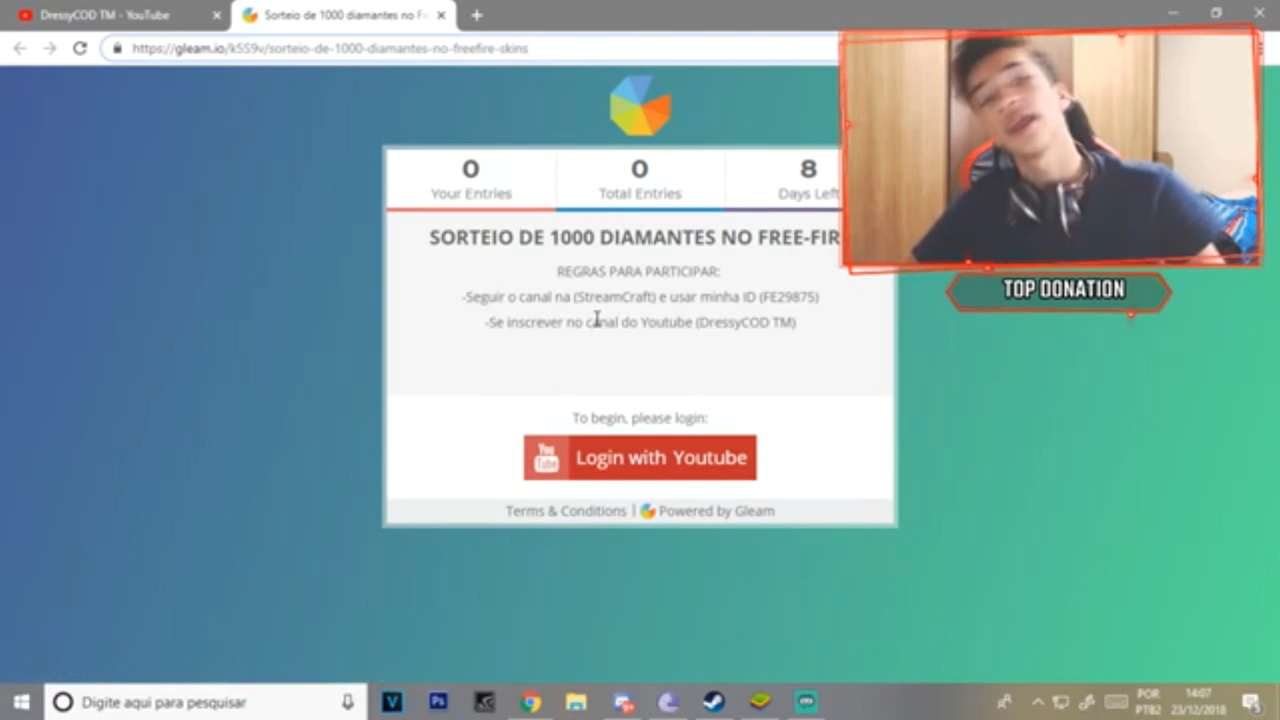 DressyCOD TM - YouTube
Sorteio de 1000 diamantes no F
https://gleam.io/k5S9v/sorteio-de-1000-diamantes-no-freefire-skins
0
Your Entries
0
Total Entries
8
Days Left
SORTEIO DE 1000 DIAMANTES NO FREE-FIR
REGRAS PARA PARTICIPAR:
-Seguir o canal na (StreamCraft) e usar minha ID (FE29875)
-Se inscrever no canal do Youtube (DressyCOD TM)
To begin, please login:
You Tube
Login with Youtube
Terms & Conditions | Powered by Gleam
TOP DONATION
Digite aqui para pesquisar
V
Ps
POR
PTB2
14:07
23/12/2018